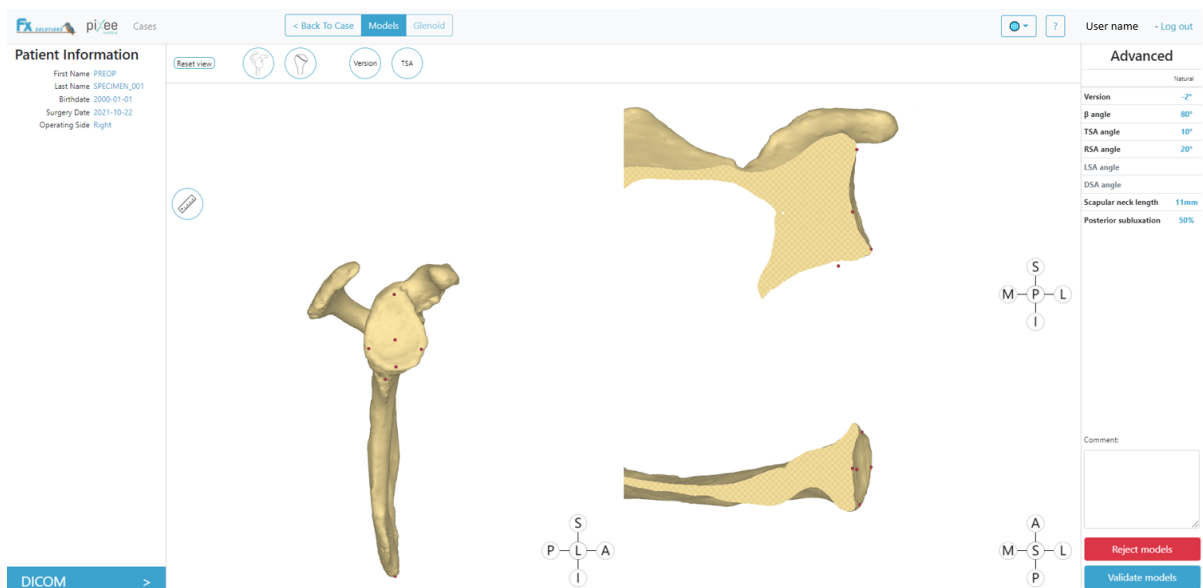 FX SOLUTIONS pixee medical Cases < Back To Case Models Glenoid ? User name - Log out
Patient Information
First Name PREOP
Last Name SPECIMEN_001
Birthdate 2000-01-01
Surgery Date 2021-10-22
Operating Side Right
DICOM >
Reset view Version TSA
S
P L A
I
S
M P L
I
A
M S L
P
Advanced
Natural
Version -2°
β angle 80°
TSA angle 10°
RSA angle 20°
LSA angle
DSA angle
Scapular neck length 11mm
Posterior subluxation 50%
Comment:
Reject models
Validate models